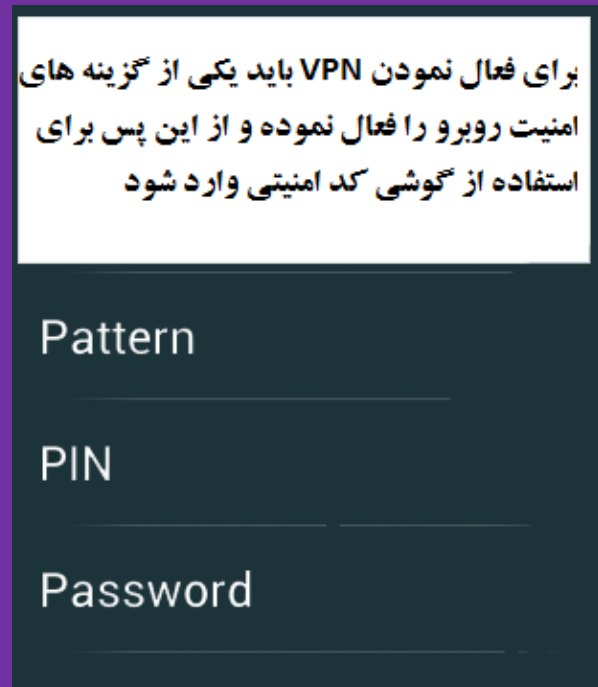 برای فعال نمودن VPN باید یکی از گزینه های
امنیت روبرو را فعال نموده و از این پس برای
استفاده از گوشی کد امنیتی وارد شود
Pattern
PIN
Password